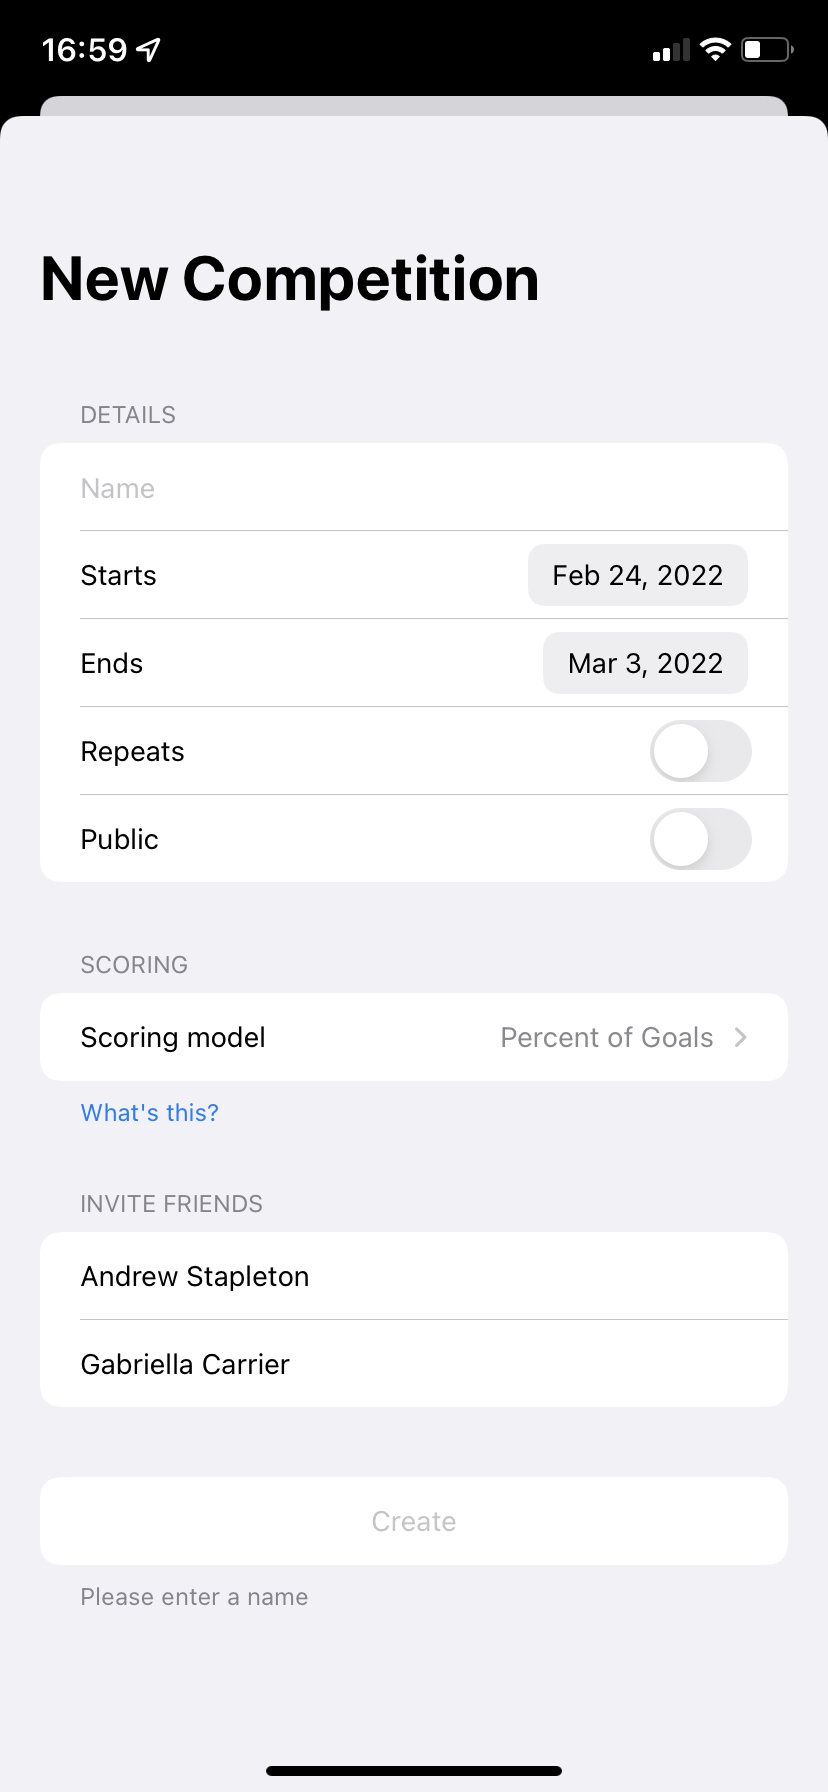 16:59
New Competition
DETAILS
Name
Starts Feb 24, 2022
Ends Mar 3, 2022
Repeats
Public
SCORING
Scoring model Percent of Goals
What's this?
INVITE FRIENDS
Andrew Stapleton
Gabriella Carrier
Create
Please enter a name